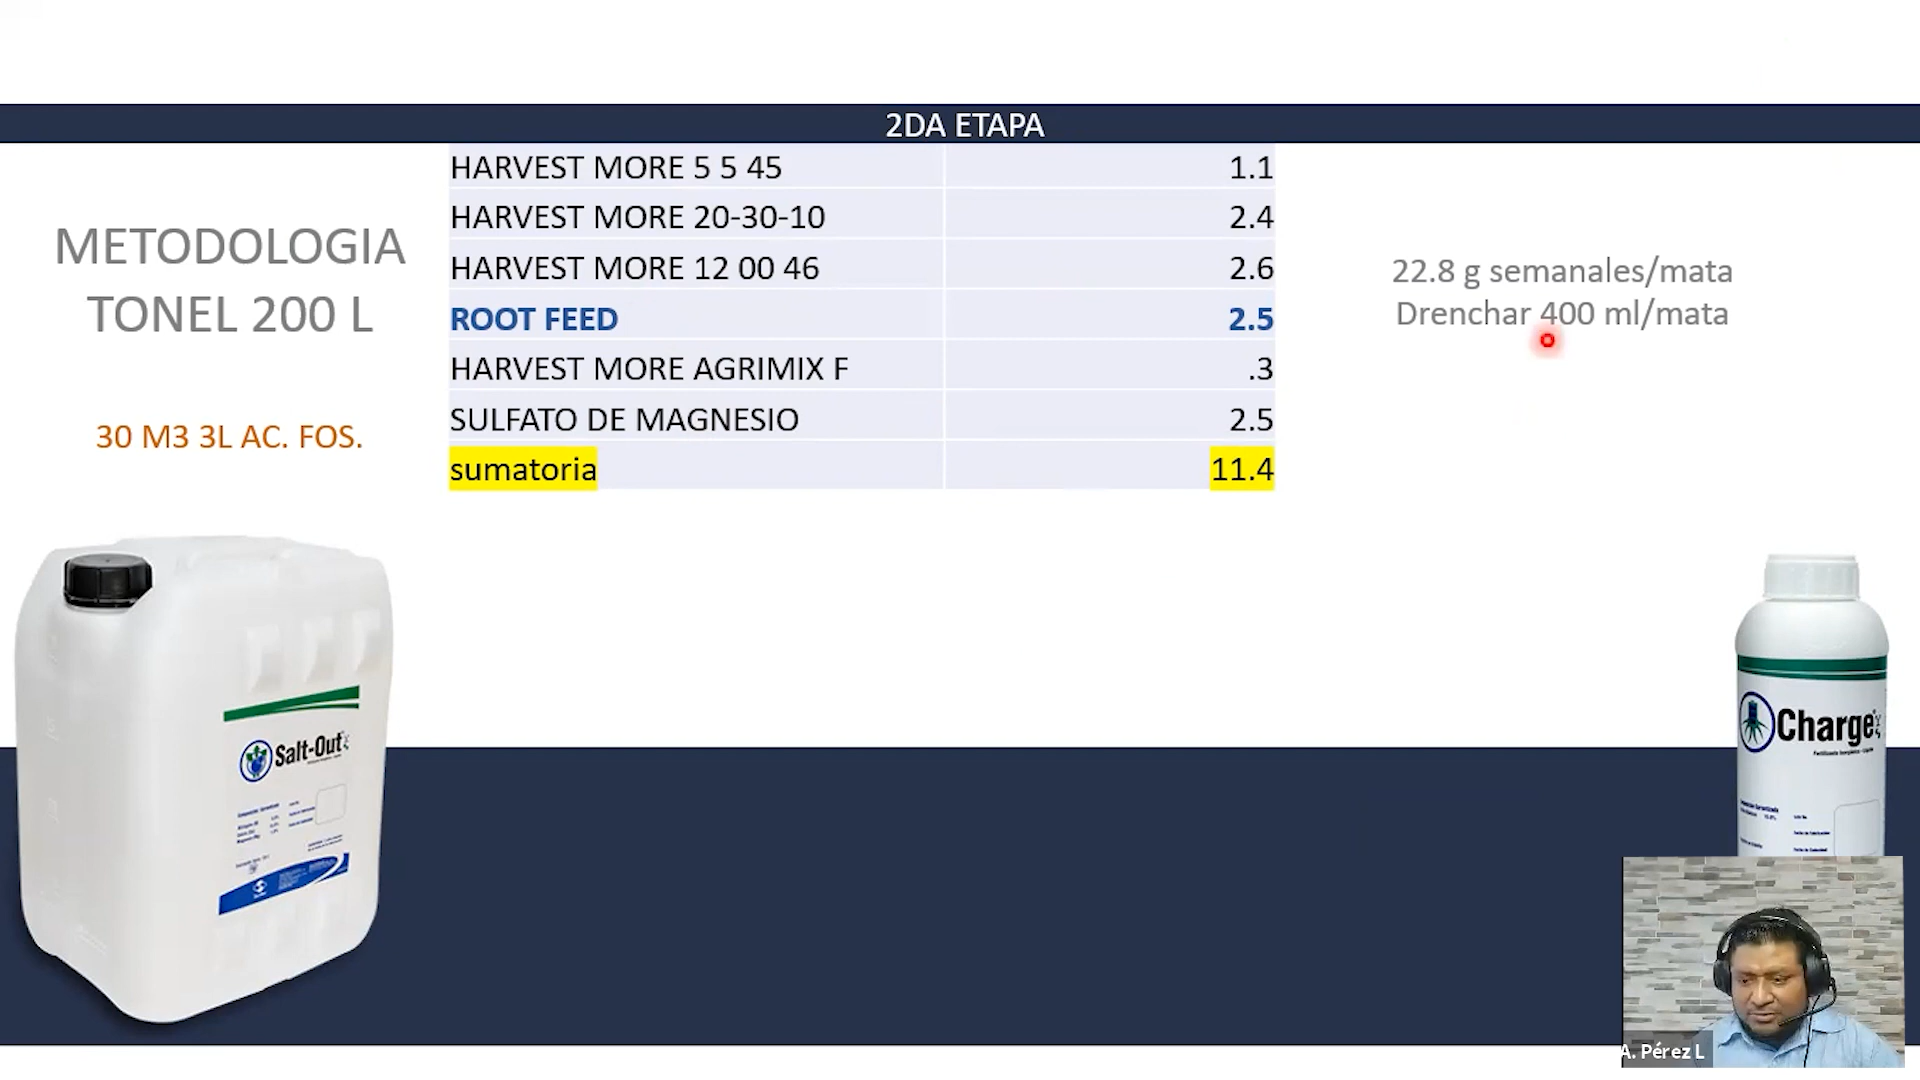 2DA ETAPA
METODOLOGIA
TONEL 200 L
30 M3 3L AC. FOS.
HARVEST MORE 5 5 45 1.1
HARVEST MORE 20-30-10 2.4
HARVEST MORE 12 00 46 2.6
ROOT FEED 2.5
HARVEST MORE AGRIMIX F .3
SULFATO DE MAGNESIO 2.5
sumatoria 11.4
22.8 g semanales/mata
Drenchar 400 ml/mata
Salt-Out
Charge
A. Pérez L